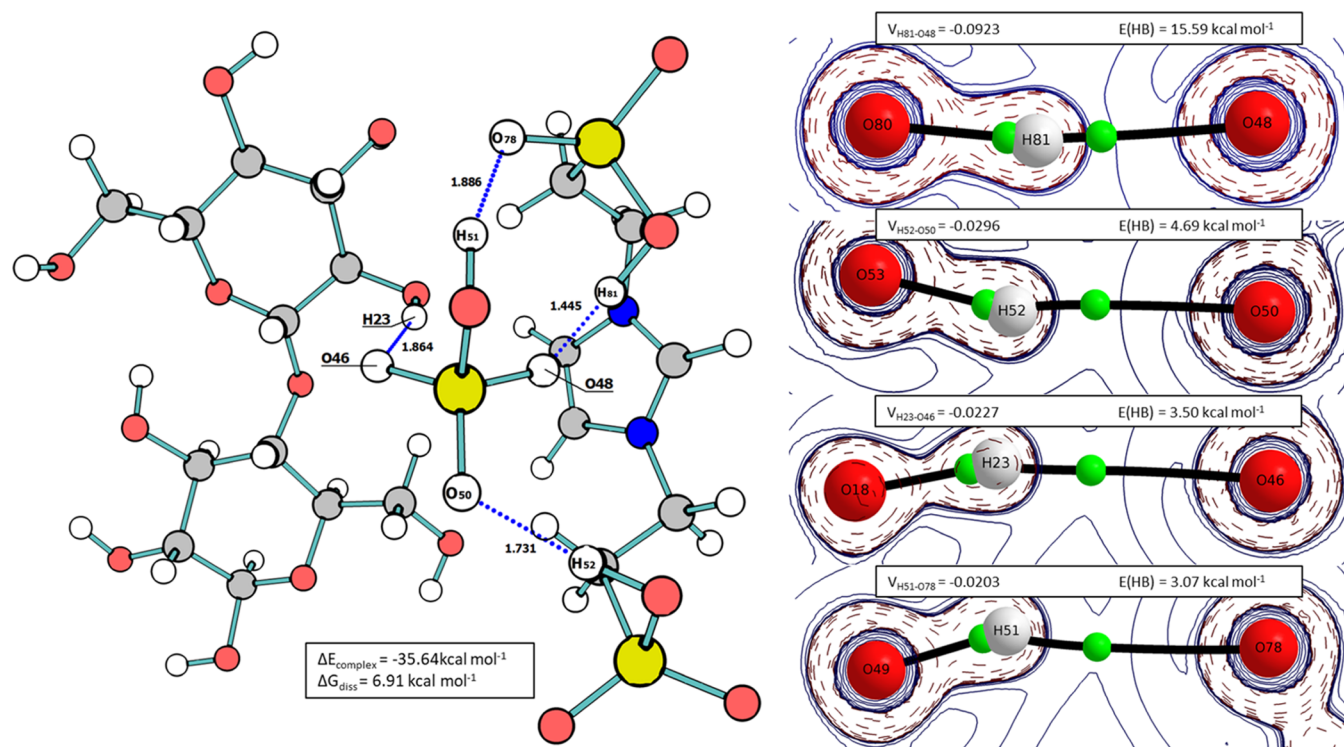 O78
1.886
H51
H81
1.445
H23
1.864
O46
O48
O50
1.731
H52
ΔEcomplex = -35.64kcal mol-1
ΔGdiss = 6.91 kcal mol-1
VH81-O48 = -0.0923 E(HB) = 15.59 kcal mol-1
O80 H81 O48
VH52-O50 = -0.0296 E(HB) = 4.69 kcal mol-1
O53 H52 O50
VH23-O46 = -0.0227 E(HB) = 3.50 kcal mol-1
O18 H23 O46
VH51-O78 = -0.0203 E(HB) = 3.07 kcal mol-1
O49 H51 O78